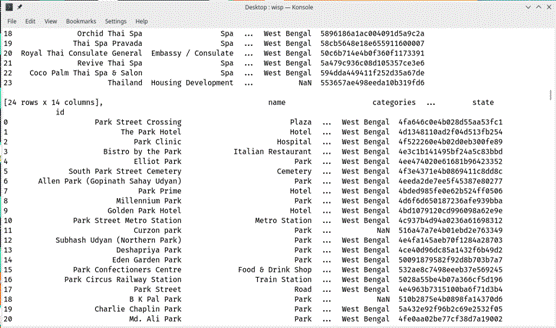 Desktop : wisp — Konsole
File Edit View Bookmarks Settings Help
18 Orchid Thai Spa Spa ... West Bengal 5896186a1ac004091d5a9c2a
19 Thai Spa Pravada Spa ... West Bengal 58cb5648e18e655911600007
20 Royal Thai Consulate General Embassy / Consulate ... West Bengal 50c6b714e4b0f360f1173391
21 Revive Thai Spa Spa ... West Bengal 5a479c936c08d105357ce3e6
22 Coco Palm Thai Spa & Salon Spa ... West Bengal 594dda449411f252d35a67de
23 Thailand Housing Development ... NaN 553657ae498eeda10b319fd6
[24 rows x 14 columns], name categories ... state
id
0 Park Street Crossing Plaza ... West Bengal 4fa646c0e4b028d55aa53fc1
1 The Park Hotel Hotel ... West Bengal 4d1348110ad2f04d513fb254
2 Park Clinic Hospital ... West Bengal 4f522260e4b02d0eb300fe89
3 Bistro by the Park Italian Restaurant ... West Bengal 4e3c1b141495bf24a5c83bbd
4 Elliot Park Park ... West Bengal 4ee474020e61681b96423352
5 South Park Street Cemetery Cemetery ... West Bengal 4f3e4371e4b0869411c8dd8c
6 Allen Park (Gopinath Sahay Udyan) Park ... West Bengal 4eeda2de7ee5f45387e80277
7 Park Prime Hotel ... West Bengal 4bded985fe0e62b524ff0506
8 Millennium Park Park ... West Bengal 4d6f6d650187236afe939bba
9 Golden Park Hotel Hotel ... West Bengal 4bd1079120cd996098a62e9e
10 Park Street Metro Station Metro Station ... West Bengal 4c937b4d94a0236a61698312
11 Curzon park Park ... NaN 516a47a7e4b01ebd2e763349
12 Subhash Udyan (Northern Park) Park ... West Bengal 4e4fa145aeb70f1284a28703
13 Deshapriya Park Park ... West Bengal 4ce40d96dc85a1432f6b49d2
14 Eden Garden Park Park ... West Bengal 50091879582f92d8b703b7a7
15 Park Confectioners Centre Food & Drink Shop ... West Bengal 532ae8c7498eeeb37e569245
16 Park Circus Railway Station Train Station ... West Bengal 5028a55be4b07a366cf5d196
17 Park Street Road ... West Bengal 4e4963b7315100ba6f71d3b4
18 B K Pal Park Park ... NaN 510b2875e4b0898fa14370d6
19 Charlie Chaplin Park Park ... West Bengal 5a432e92f96b2c69e2532f05
20 Md. Ali Park Park ... West Bengal 4fe0aa02be77cf38d7a19002